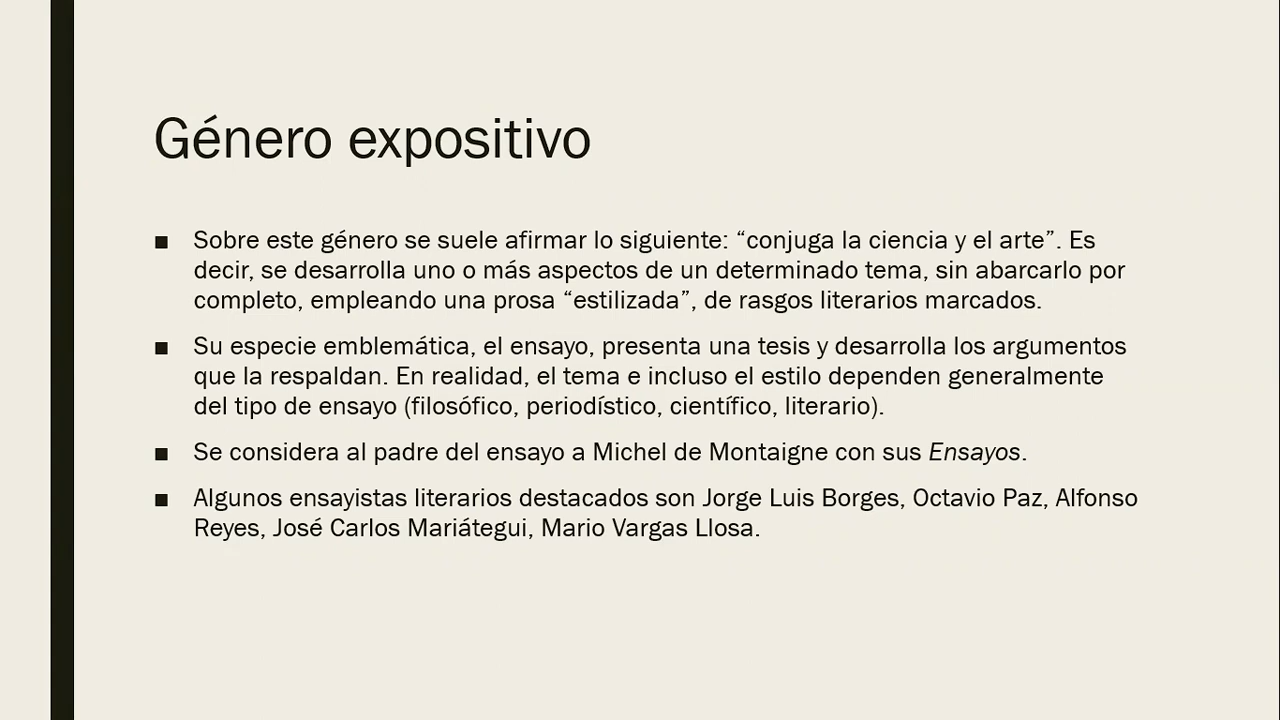 Género expositivo
■ Sobre este género se suele afirmar lo siguiente: “conjuga la ciencia y el arte”. Es
decir, se desarrolla uno o más aspectos de un determinado tema, sin abarcarlo por
completo, empleando una prosa “estilizada”, de rasgos literarios marcados.
■ Su especie emblemática, el ensayo, presenta una tesis y desarrolla los argumentos
que la respaldan. En realidad, el tema e incluso el estilo dependen generalmente
del tipo de ensayo (filosófico, periodístico, científico, literario).
■ Se considera al padre del ensayo a Michel de Montaigne con sus Ensayos.
■ Algunos ensayistas literarios destacados son Jorge Luis Borges, Octavio Paz, Alfonso
Reyes, José Carlos Mariátegui, Mario Vargas Llosa.